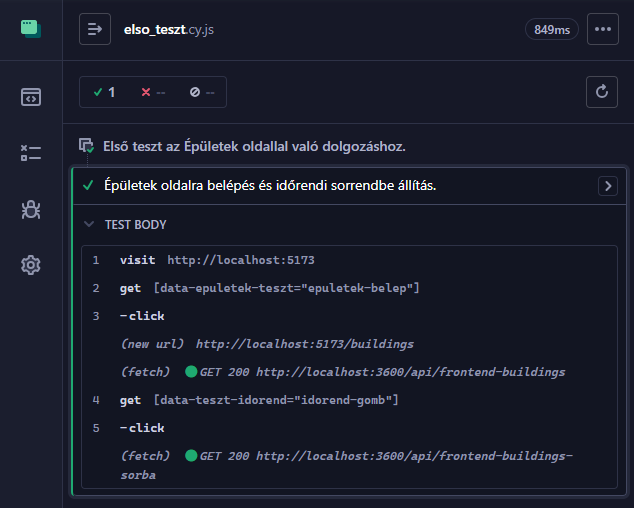 elso_teszt.cy.js 849ms
1 -- --
Első teszt az Épületek oldallal való dolgozáshoz.
Épületek oldalra belépés és időrendi sorrendbe állítás.
TEST BODY
1 visit http://localhost:5173
2 get [data-epuletek-teszt="epuletek-belep"]
3 -click
(new url) http://localhost:5173/buildings
(fetch) GET 200 http://localhost:3600/api/frontend-buildings
4 get [data-teszt-idorend="idorend-gomb"]
5 -click
(fetch) GET 200 http://localhost:3600/api/frontend-buildings-
sorba